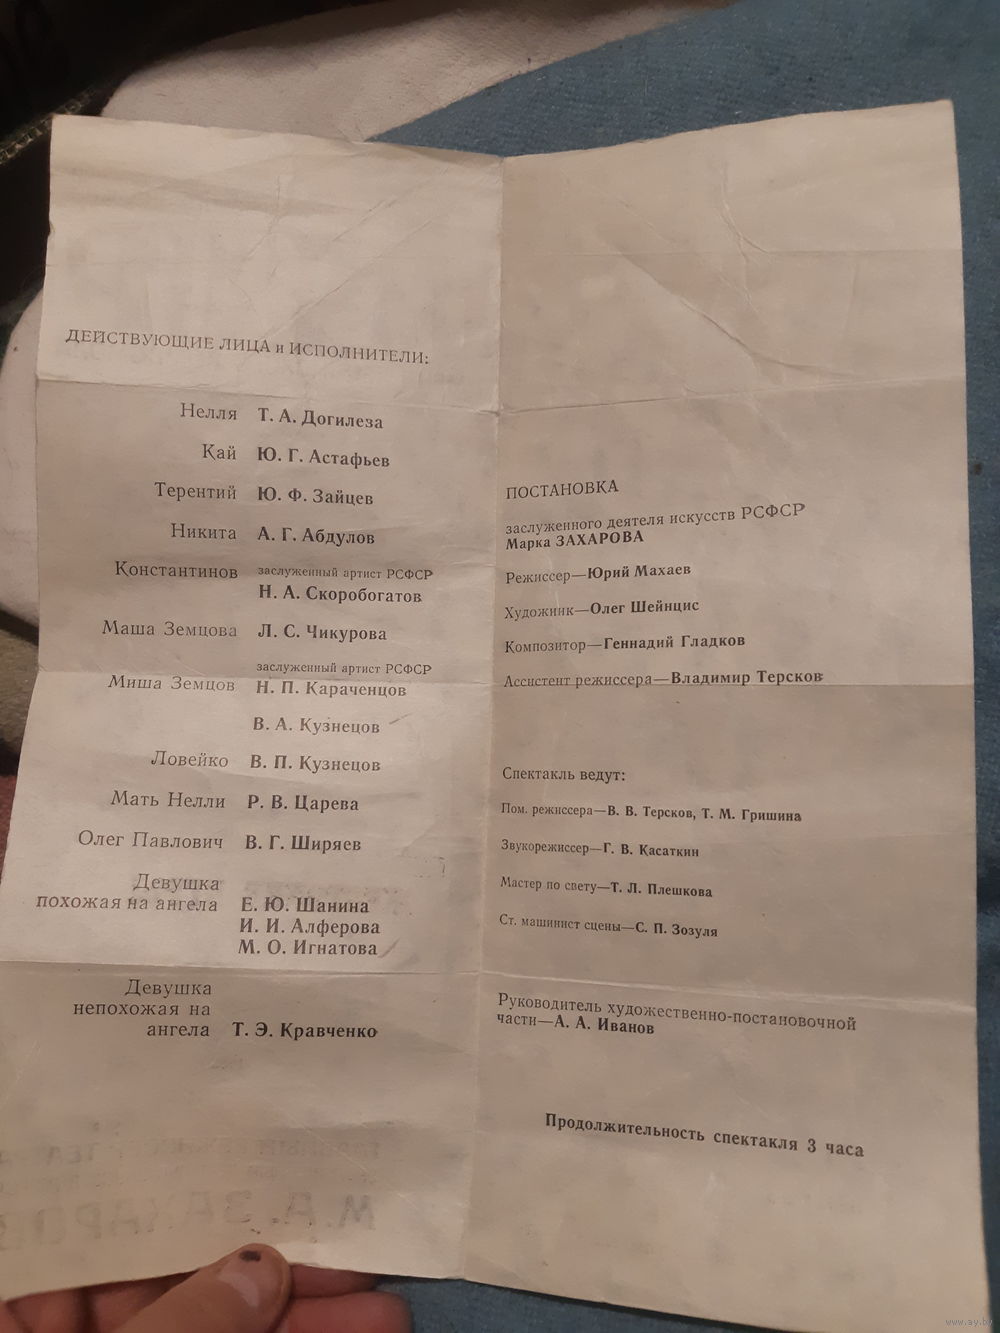 ДЕЙСТВУЮЩИЕ ЛИЦА и ИСПОЛНИТЕЛИ:
Нелля Т. А. Догилеза
Кай Ю. Г. Астафьев
Терентий Ю. Ф. Зайцев
Никита А. Г. Абдулов
Константинов заслуженный артист РСФСР
Н. А. Скоробогатов
Маша Земцова Л. С. Чикурова
заслуженный артист РСФСР
Миша Земцов Н. П. Караченцов
В. А. Кузнецов
Ловейко В. П. Кузнецов
Мать Нелли Р. В. Царева
Олег Павлович В. Г. Ширяев
Девушка
похожая на ангела Е. Ю. Шанина
И. И. Алферова
М. О. Игнатова
Девушка
непохожая на
ангела Т. Э. Кравченко
М. А. ЗАХАРОВ
ПОСТАНОВКА
заслуженного деятеля искусств РСФСР
Марка ЗАХАРОВА
Режиссер—Юрий Махаев
Художник—Олег Шейнцис
Композитор—Геннадий Гладков
Ассистент режиссера—Владимир Терсков
Спектакль ведут:
Пом. режиссера—В. В. Терсков, Т. М. Гришина
Звукорежиссер—Г. В. Касаткин
Мастер по свету—Т. Л. Плешкова
Ст. машинист сцены—С. П. Зозуля
Руководитель художественно-постановочной
части—А. А. Иванов
Продолжительность спектакля 3 часа
www.ay.by